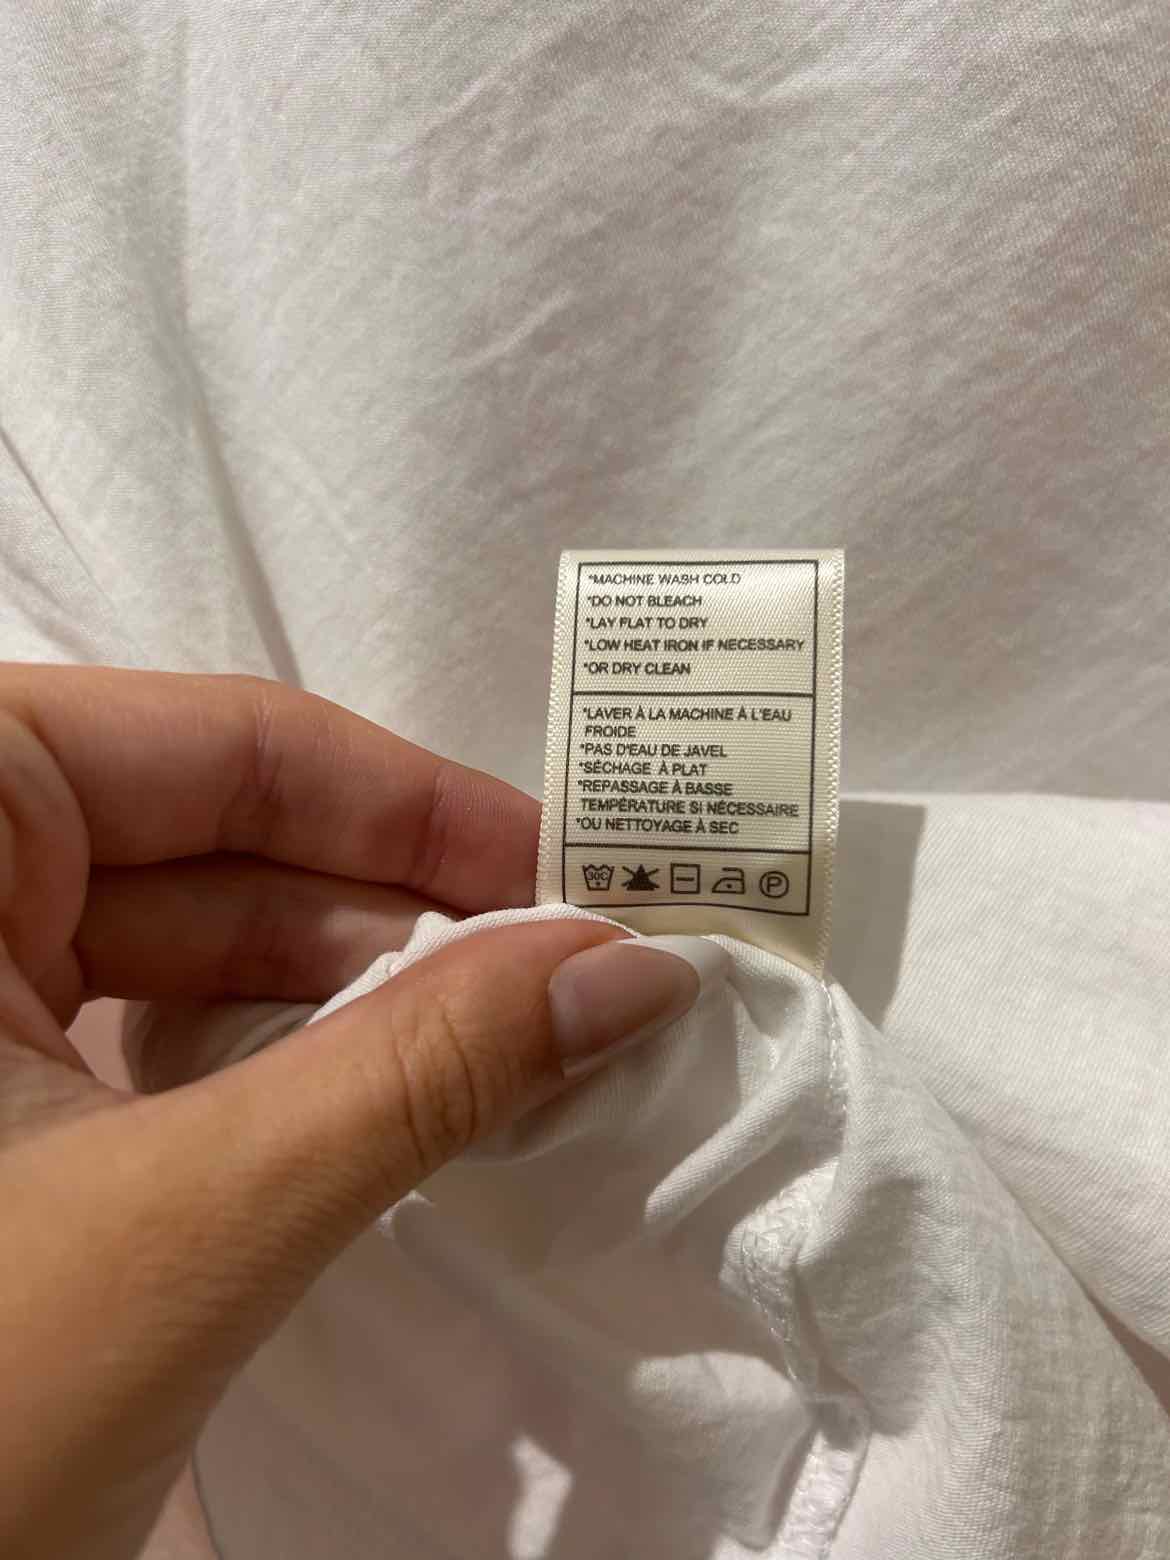 *MACHINE WASH COLD
*DO NOT BLEACH
*LAY FLAT TO DRY
*LOW HEAT IRON IF NECESSARY
*OR DRY CLEAN
*LAVER À LA MACHINE À L'EAU
FROIDE
*PAS D'EAU DE JAVEL
*SÉCHAGE À PLAT
*REPASSAGE À BASSE
TEMPÉRATURE SI NÉCESSAIRE
*OU NETTOYAGE À SEC
30C P